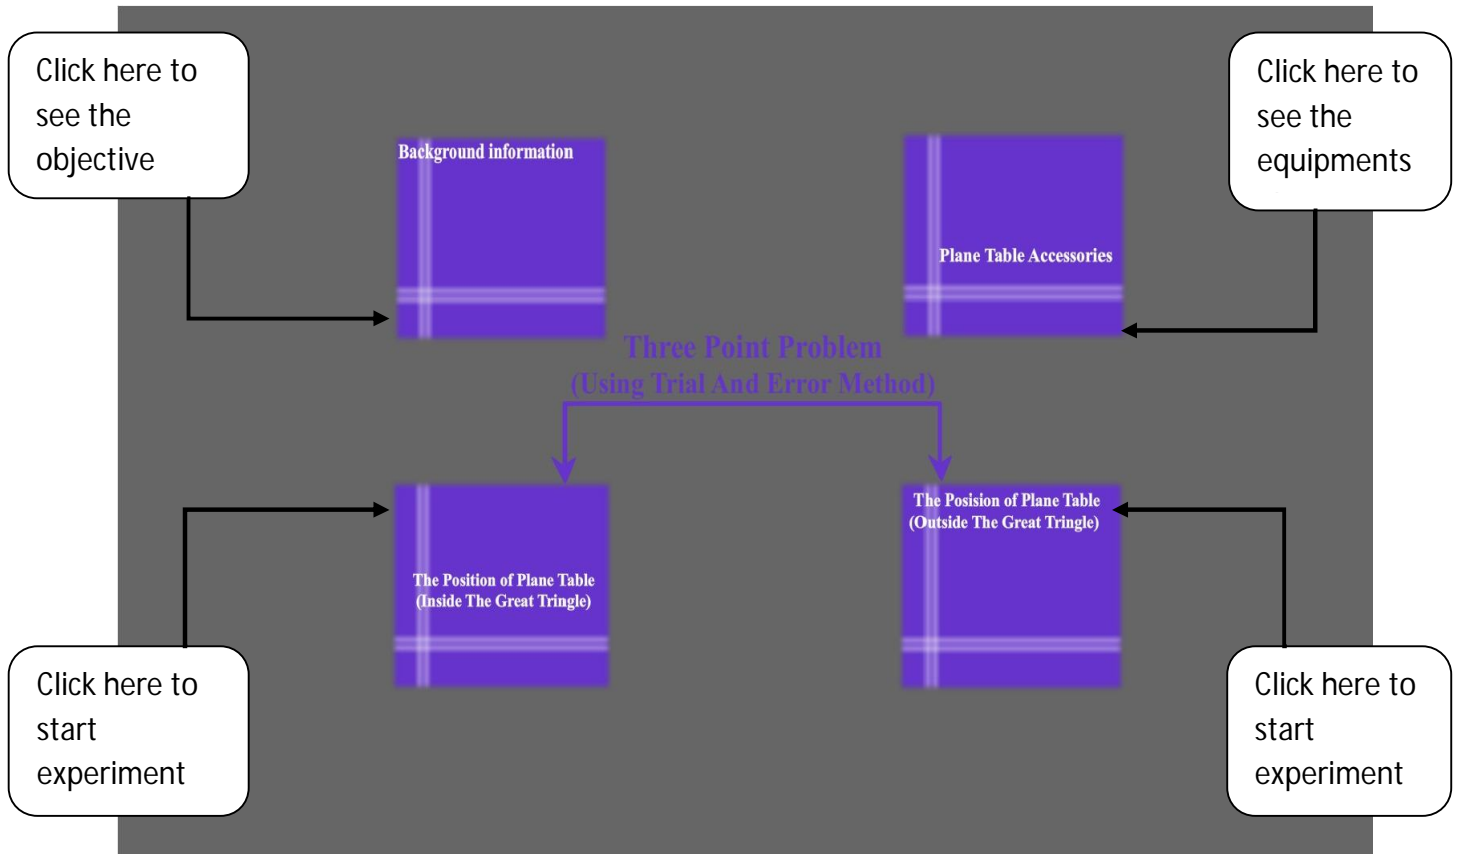 Click here to
see the
objective
Click here to
see the
equipments
Background information
Plane Table Accessories
Three Point Problem
(Using Trial And Error Method)
The Position of Plane Table
(Inside The Great Tringle)
The Posision of Plane Table
(Outside The Great Tringle)
Click here to
start
experiment
Click here to
start
experiment